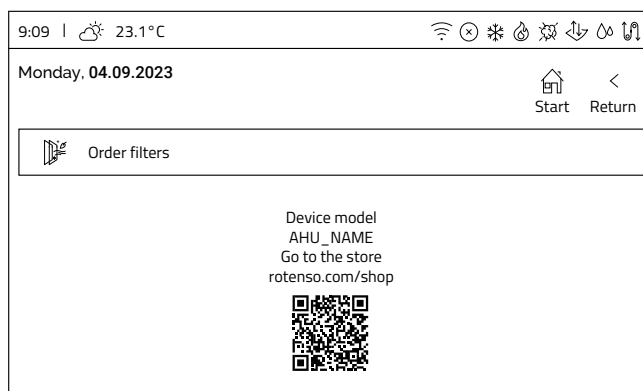 9:09 | 23.1°C
Monday, 04.09.2023
Start
Return
Order filters
Device model
AHU_NAME
Go to the store
rotenso.com/shop